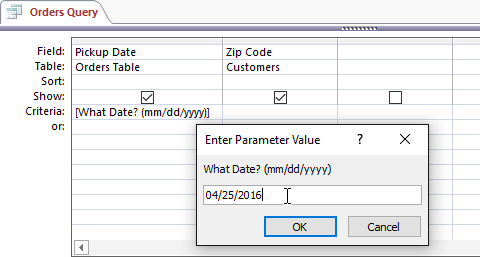 Orders Query
Field: Pickup Date Zip Code
Table: Orders Table Customers
Sort:
Show:
Criteria: [What Date? (mm/dd/yyyy)]
or:
Enter Parameter Value
What Date? (mm/dd/yyyy)
04/25/2016
OK Cancel